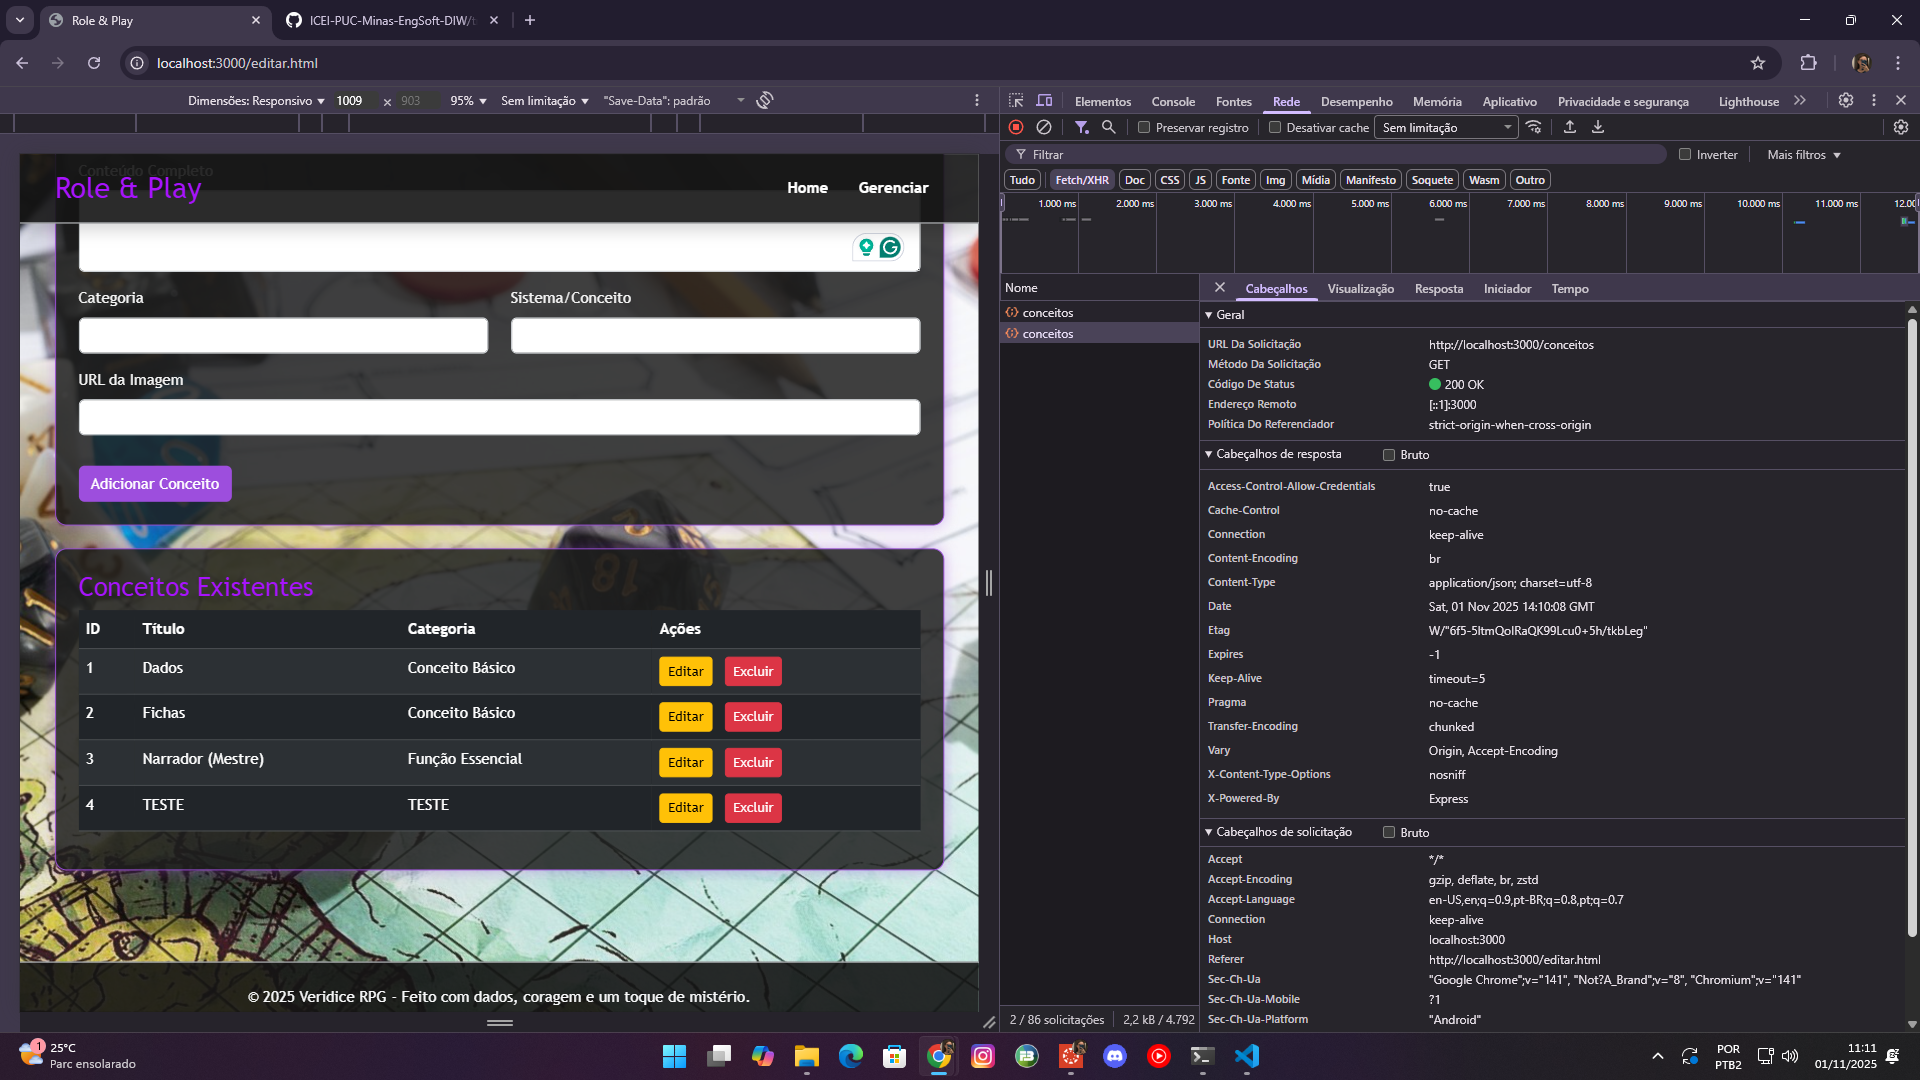 Role & Play
ICEI-PUC-Minas-EngSoft-DIW/t
localhost:3000/editar.html
Dimensões: Responsivo
1009
×
903
95%
Sem limitação
"Save-Data": padrão
Elementos
Console
Fontes
Rede
Desempenho
Memória
Aplicativo
Privacidade e segurança
Lighthouse
Preservar registro
Desativar cache
Sem limitação
Filtrar
Inverter
Mais filtros
Tudo
Fetch/XHR
Doc
CSS
JS
Fonte
Img
Mídia
Manifesto
Soquete
Wasm
Outro
1.000 ms
2.000 ms
3.000 ms
4.000 ms
5.000 ms
6.000 ms
7.000 ms
8.000 ms
9.000 ms
10.000 ms
11.000 ms
12.00
Conteúdo Completo
Role & Play
Home
Gerenciar
Categoria
Sistema/Conceito
URL da Imagem
Adicionar Conceito
Conceitos Existentes
ID Título Categoria Ações
1 Dados Conceito Básico Editar Excluir
2 Fichas Conceito Básico Editar Excluir
3 Narrador (Mestre) Função Essencial Editar Excluir
4 TESTE TESTE Editar Excluir
© 2025 Veridice RPG - Feito com dados, coragem e um toque de mistério.
Nome
conceitos
conceitos
2 / 86 solicitações
2,2 kB / 4.792
Cabeçalhos
Visualização
Resposta
Iniciador
Tempo
Geral
URL Da Solicitação http://localhost:3000/conceitos
Método Da Solicitação GET
Código De Status 200 OK
Endereço Remoto [::1]:3000
Política Do Referenciador strict-origin-when-cross-origin
Cabeçalhos de resposta Bruto
Access-Control-Allow-Credentials true
Cache-Control no-cache
Connection keep-alive
Content-Encoding br
Content-Type application/json; charset=utf-8
Date Sat, 01 Nov 2025 14:10:08 GMT
Etag W/"6f5-5ltmQolRaQK99Lcu0+5h/tkbLeg"
Expires -1
Keep-Alive timeout=5
Pragma no-cache
Transfer-Encoding chunked
Vary Origin, Accept-Encoding
X-Content-Type-Options nosniff
X-Powered-By Express
Cabeçalhos de solicitação Bruto
Accept */*
Accept-Encoding gzip, deflate, br, zstd
Accept-Language en-US,en;q=0.9,pt-BR;q=0.8,pt;q=0.7
Connection keep-alive
Host localhost:3000
Referer http://localhost:3000/editar.html
Sec-Ch-Ua "Google Chrome";v="141", "Not?A_Brand";v="8", "Chromium";v="141"
Sec-Ch-Ua-Mobile ?1
Sec-Ch-Ua-Platform "Android"
1
25°C
Parc ensolarado
POR
PTB2
11:11
01/11/2025